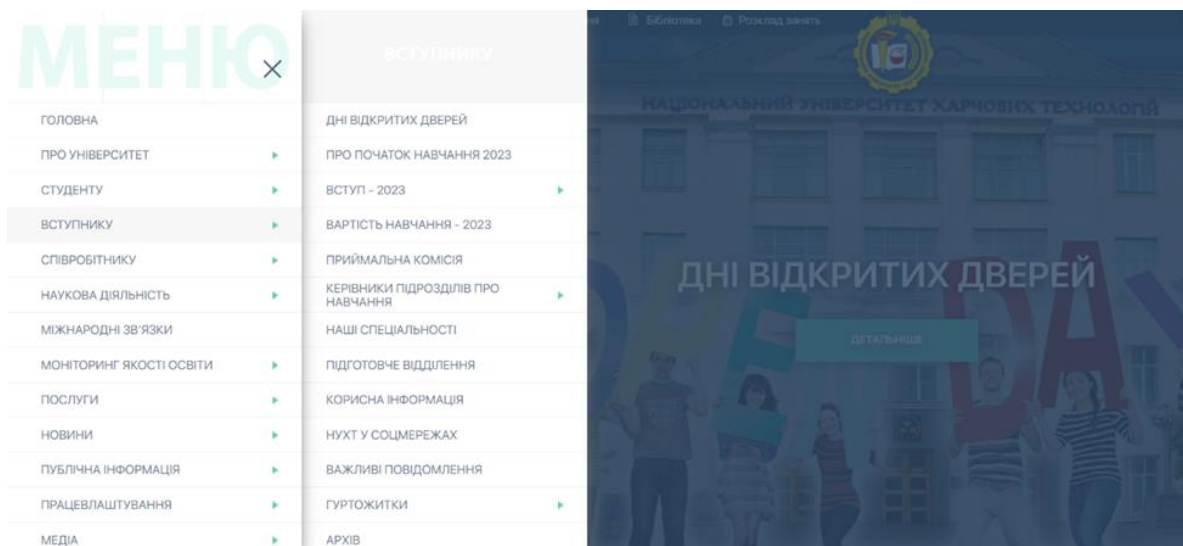 МЕНЮ
ГОЛОВНА
ПРО УНІВЕРСИТЕТ
СТУДЕНТУ
ВСТУПНИКУ
СПІВРОБІТНИКУ
НАУКОВА ДІЯЛЬНІСТЬ
МІЖНАРОДНІ ЗВ'ЯЗКИ
МОНІТОРИНГ ЯКОСТІ ОСВІТИ
ПОСЛУГИ
НОВИНИ
ПУБЛІЧНА ІНФОРМАЦІЯ
ПРАЦЕВЛАШТУВАННЯ
МЕДІА
ВСТУПНИКУ
ДНІ ВІДКРИТИХ ДВЕРЕЙ
ПРО ПОЧАТОК НАВЧАННЯ 2023
ВСТУП - 2023
ВАРТІСТЬ НАВЧАННЯ - 2023
ПРИЙМАЛЬНА КОМІСІЯ
КЕРІВНИКИ ПІДРОЗДІЛІВ ПРО
НАВЧАННЯ
НАШІ СПЕЦІАЛЬНОСТІ
ПІДГОТОВЧЕ ВІДДІЛЕННЯ
КОРИСНА ІНФОРМАЦІЯ
НУХТ У СОЦМЕРЕЖАХ
ВАЖЛИВІ ПОВІДОМЛЕННЯ
ГУРТОЖИТКИ
АРХІВ
Бібліотека Розклад занять
НАЦІОНАЛЬНИЙ УНІВЕРСИТЕТ ХАРЧОВИХ ТЕХНОЛОГІЙ
ДНІ ВІДКРИТИХ ДВЕРЕЙ
ДЕТАЛЬНІШЕ
OPEN DAY